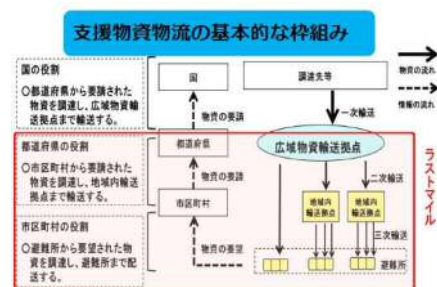 支援物資物流の基本的な枠組み
国の役割
○都道府県から要請された
物資を調達し、広域物資輸
送拠点まで輸送する。
国
調達先等
物資の流れ
情報の流れ
物資の要請
一次輸送
都道府県の役割
○市区町村から要請された
物資を調達し、地域内輸送
拠点まで輸送する。
都道府県
広域物資輸送拠点
物資の要請
二次輸送
市区町村
地域内
輸送拠点
地域内
輸送拠点
ラストマイル
市区町村の役割
○避難所から要望された物
資を調達し、避難所まで配
送する。
三次輸送
物資の要望
避難所